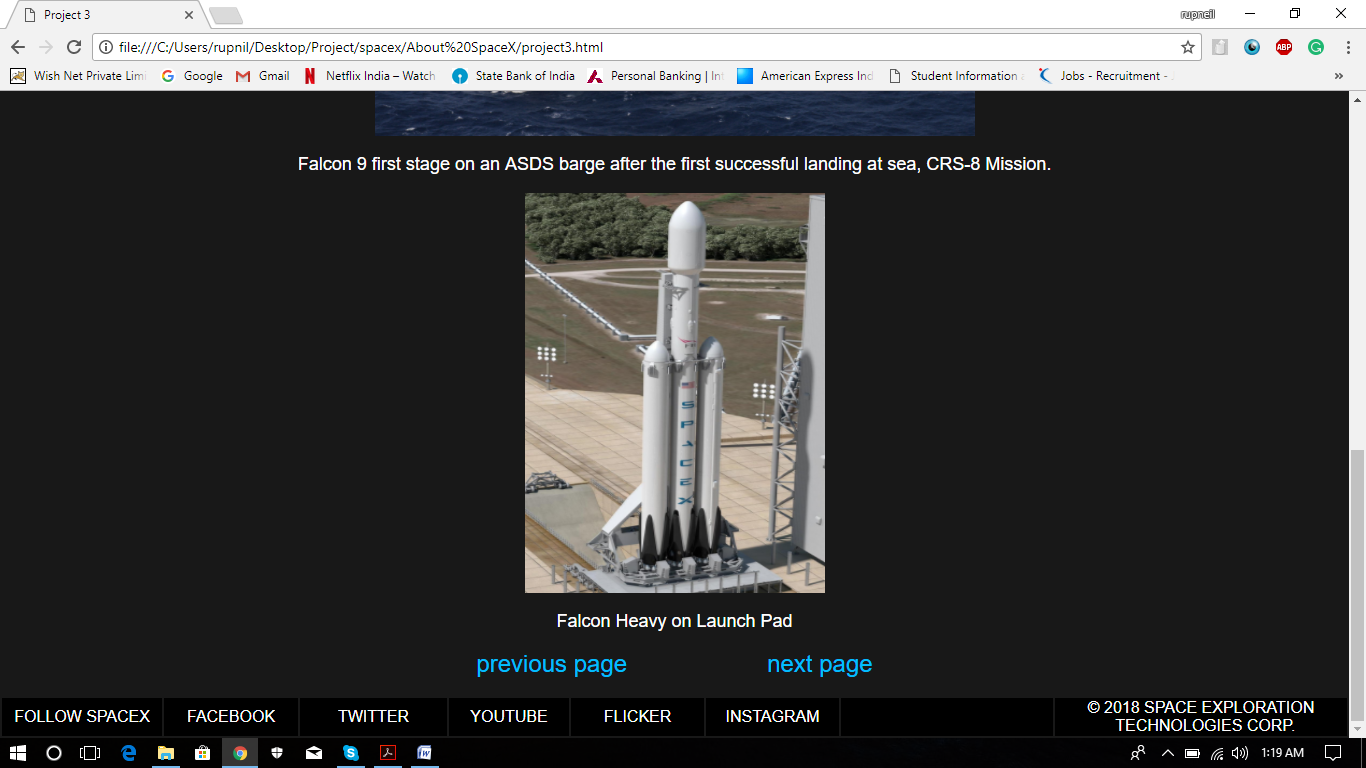 Project 3
rupneil
file:///C:/Users/rupnil/Desktop/Project/spacex/About%20SpaceX/project3.html
ABP
G
Wish Net Private Lim
Google
Gmail
Netflix India – Watch
State Bank of India
Personal Banking | Int
American Express Ind
Student Information a
Jobs - Recruitment -
Falcon 9 first stage on an ASDS barge after the first successful landing at sea, CRS-8 Mission.
SPACEX
Falcon Heavy on Launch Pad
previous page next page
FOLLOW SPACEX FACEBOOK TWITTER YOUTUBE FLICKER INSTAGRAM
© 2018 SPACE EXPLORATION
TECHNOLOGIES CORP.
1:19 AM